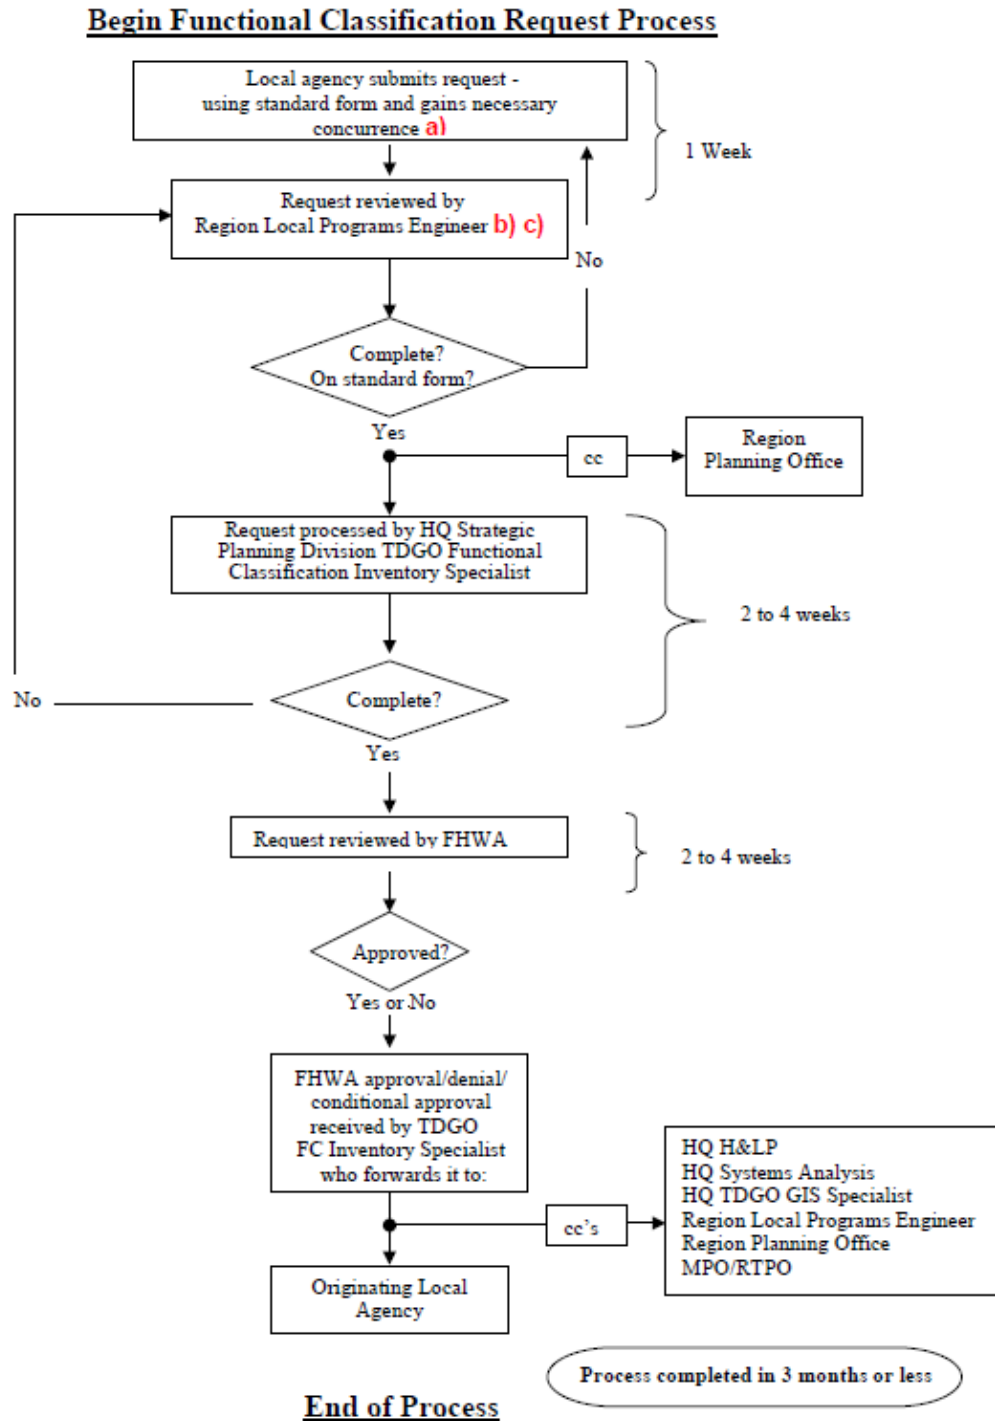 Begin Functional Classification Request Process
Local agency submits request -
using standard form and gains necessary
concurrence a)
1 Week
Request reviewed by
Region Local Programs Engineer b) c)
No
Complete?
On standard form?
Yes
cc
Region
Planning Office
Request processed by HQ Strategic
Planning Division TDGO Functional
Classification Inventory Specialist
2 to 4 weeks
No
Complete?
Yes
Request reviewed by FHWA
2 to 4 weeks
Approved?
Yes or No
FHWA approval/denial/
conditional approval
received by TDGO
FC Inventory Specialist
who forwards it to:
HQ H&LP
HQ Systems Analysis
HQ TDGO GIS Specialist
Region Local Programs Engineer
Region Planning Office
MPO/RTPO
cc's
Originating Local
Agency
Process completed in 3 months or less
End of Process